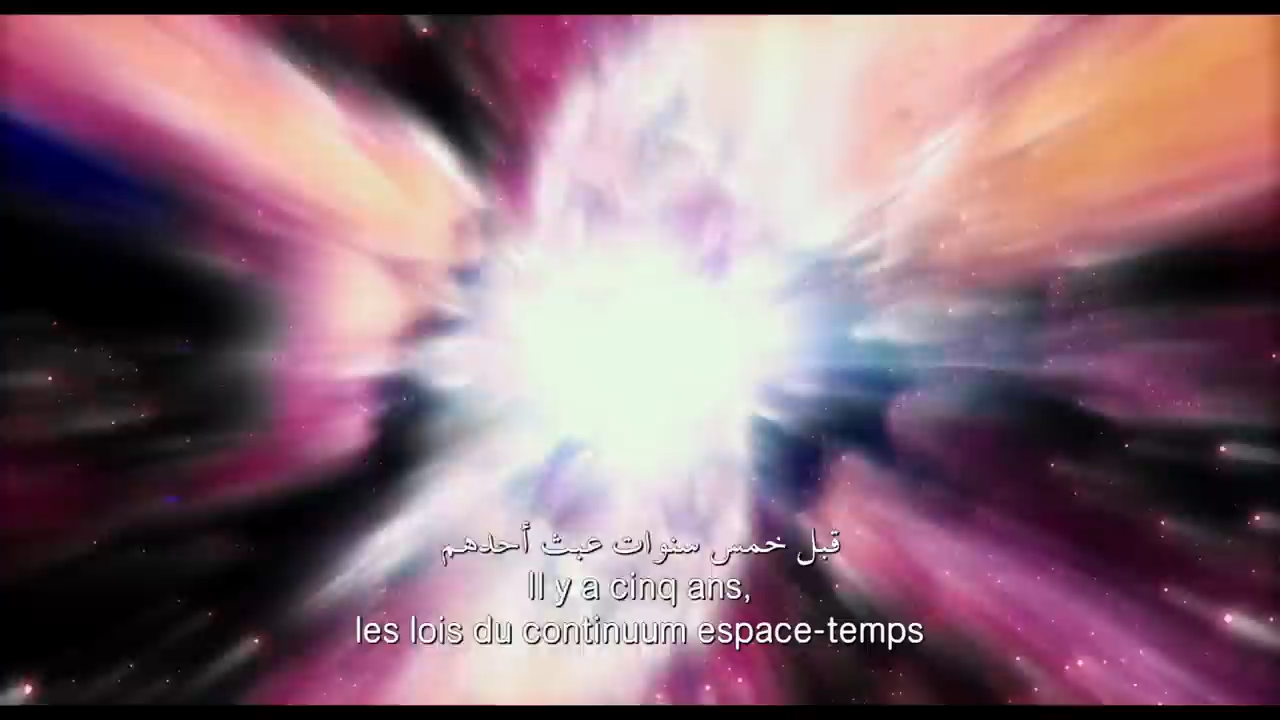 قبل خمس سنوات عبث أحدهم
Il y a cinq ans,
les lois du continuum espace-temps